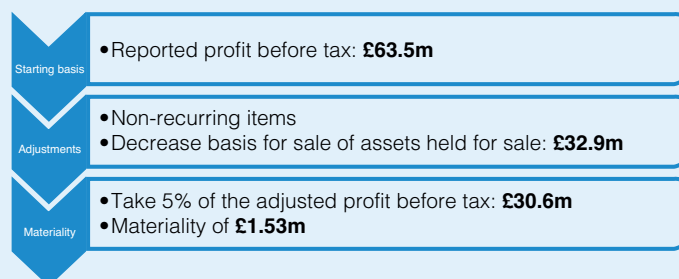 Starting basis
•Reported profit before tax: £63.5m
Adjustments
•Non-recurring items
•Decrease basis for sale of assets held for sale: £32.9m
Materiality
•Take 5% of the adjusted profit before tax: £30.6m
•Materiality of £1.53m